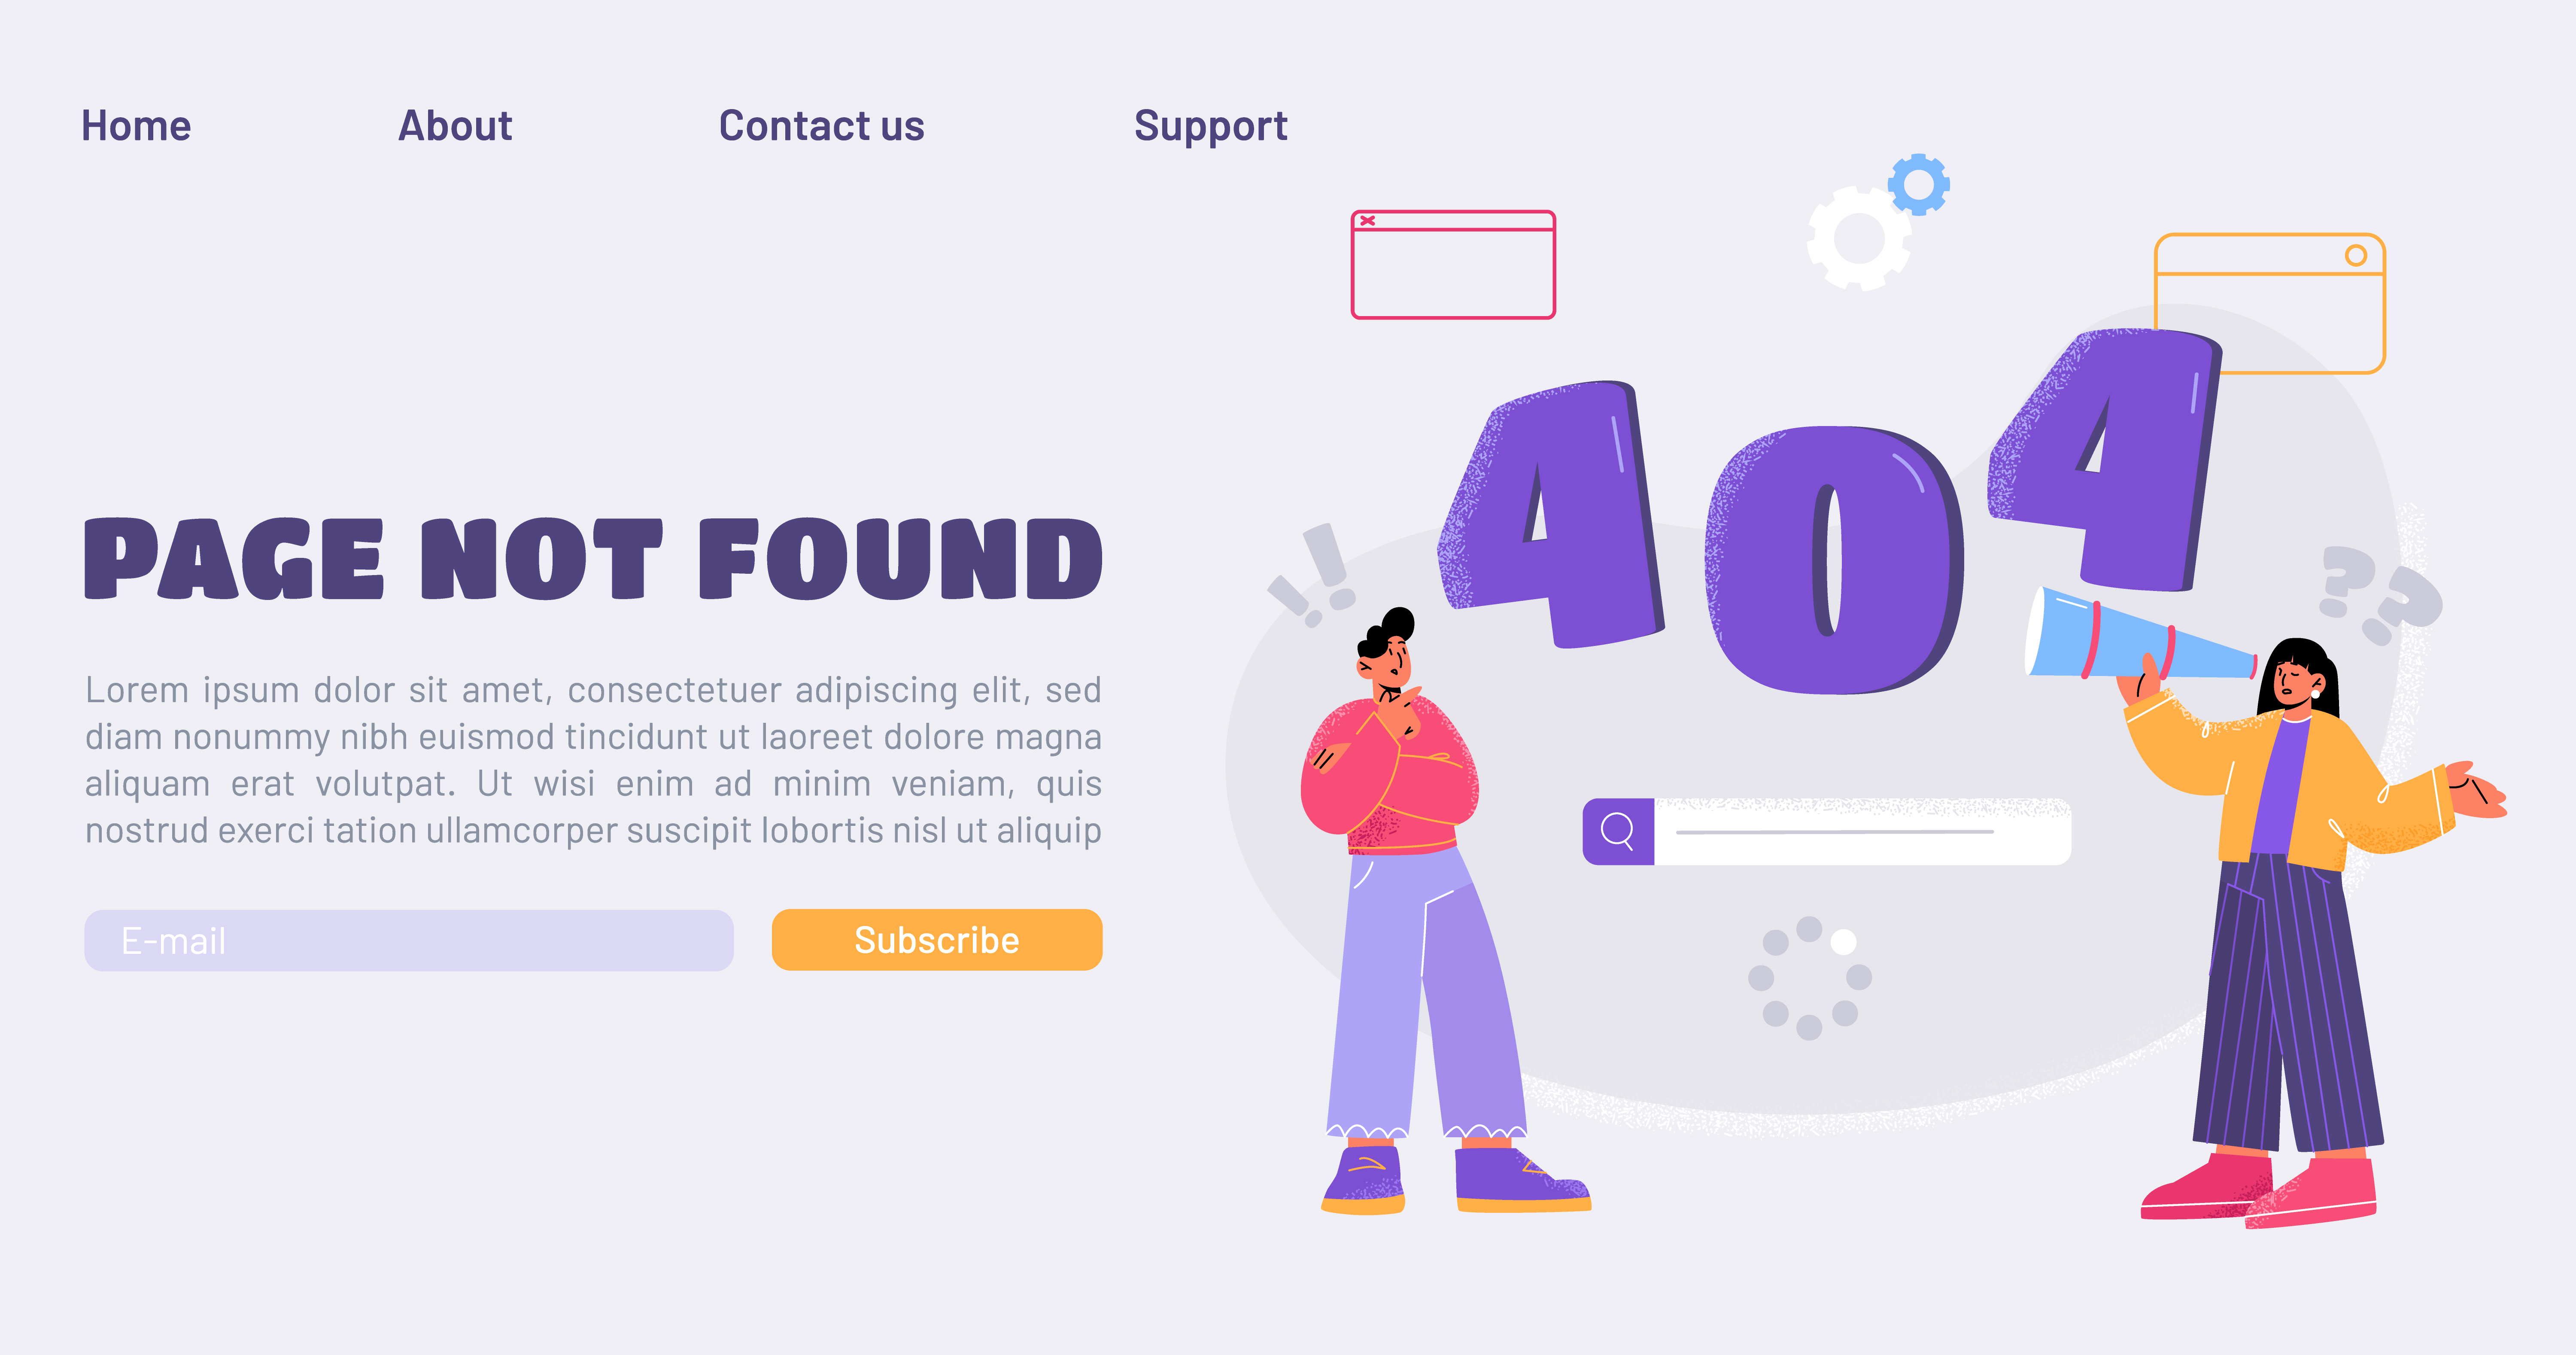 Home About Contact us Support
PAGE NOT FOUND
Lorem ipsum dolor sit amet, consectetuer adipiscing elit, sed
diam nonummy nibh euismod tincidunt ut laoreet dolore magna
aliquam erat volutpat. Ut wisi enim ad minim veniam, quis
nostrud exerci tation ullamcorper suscipit lobortis nisl ut aliquip
E-mail Subscribe
404
!!
??